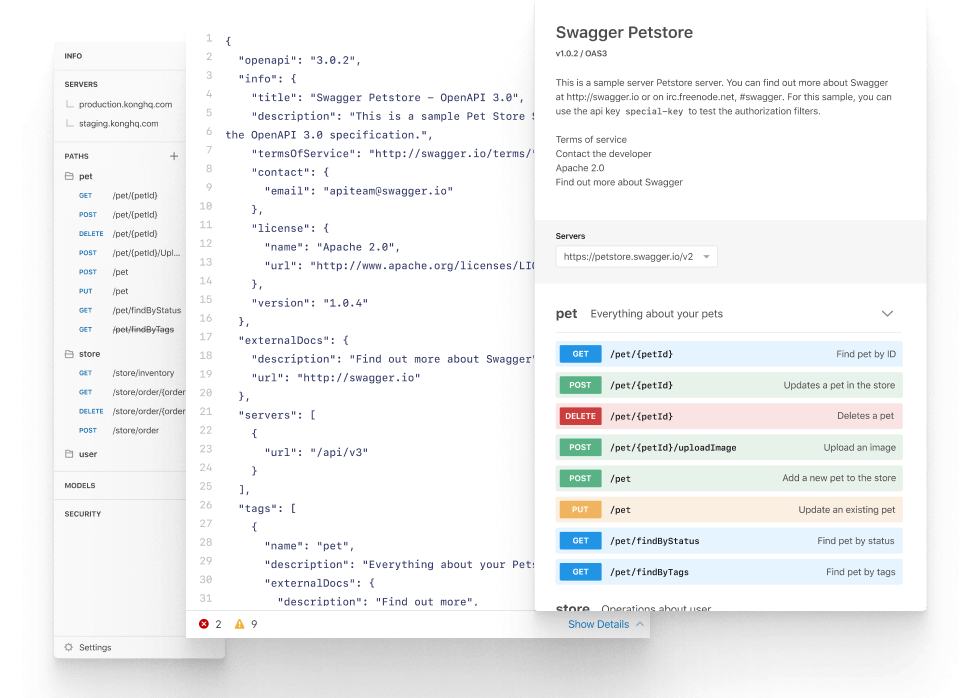 INFO
SERVERS
production.konghq.com
staging.konghq.com
PATHS
pet
GET /pet/{petId}
POST /pet/{petId}
DELETE /pet/{petId}
POST /pet/{petId}/Upl...
POST /pet
PUT /pet
GET /pet/findByStatus
GET /pet/findByTags
store
GET /store/inventory
GET /store/order/{order
DELETE /store/order/{order
POST /store/order
user
MODELS
SECURITY
Settings
1 {
2 "openapi": "3.0.2",
3 "info": {
4 "title": "Swagger Petstore – OpenAPI 3.0",
5 "description": "This is a sample Pet Store S
6 the OpenAPI 3.0 specification.",
7 "termsOfService": "http://swagger.io/terms/"
8 "contact": {
9 "email": "apiteam@swagger.io"
10 },
11 "license": {
12 "name": "Apache 2.0",
13 "url": "http://www.apache.org/licenses/LIC
14 },
15 "version": "1.0.4"
16 },
17 "externalDocs": {
18 "description": "Find out more about Swagger"
19 "url": "http://swagger.io"
20 },
21 "servers": [
22 {
23 "url": "/api/v3"
24 }
25 ],
26 "tags": [
27 {
28 "name": "pet",
29 "description": "Everything about your Pets
30 "externalDocs": {
31 "description": "Find out more",
2 9 Show Details
Swagger Petstore
v1.0.2 / OAS3
This is a sample server Petstore server. You can find out more about Swagger
at http://swagger.io or on irc.freenode.net, #swagger. For this sample, you can
use the api key special-key to test the authorization filters.
Terms of service
Contact the developer
Apache 2.0
Find out more about Swagger
Servers
https://petstore.swagger.io/v2
pet Everything about your pets
GET /pet/{petId} Find pet by ID
POST /pet/{petId} Updates a pet in the store
DELETE /pet/{petId} Deletes a pet
POST /pet/{petId}/uploadImage Upload an image
POST /pet Add a new pet to the store
PUT /pet Update an existing pet
GET /pet/findByStatus Find pet by status
GET /pet/findByTags Find pet by tags
store Operations about user